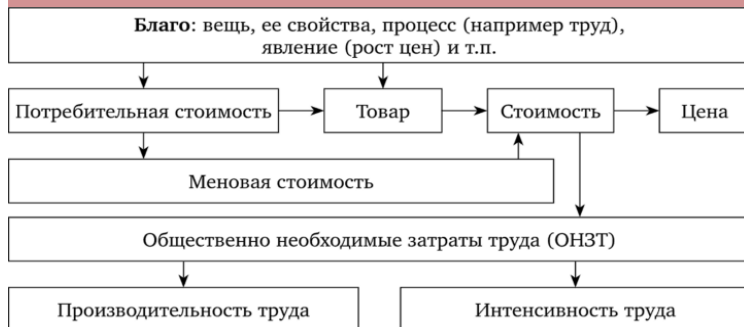 Благо: вещь, ее свойства, процесс (например труд),
явление (рост цен) и т.п.
Потребительная стоимость
Товар
Стоимость
Цена
Меновая стоимость
Общественно необходимые затраты труда (ОНЗТ)
Производительность труда
Интенсивность труда